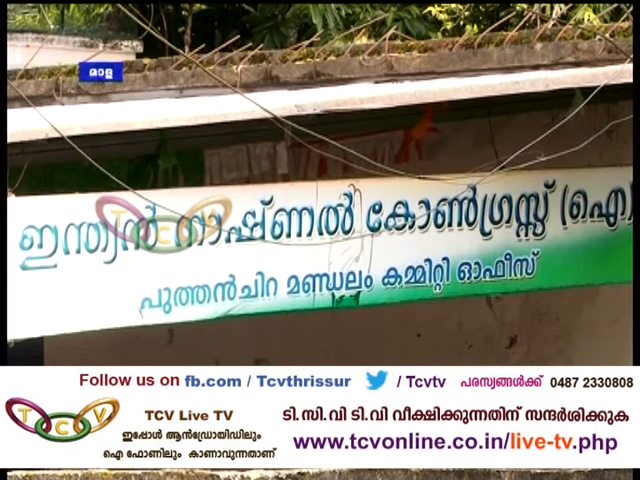 മാള
ഇന്ത്യൻ നാഷ്ണൽ കോൺഗ്രസ്സ് (ഐ)
പുത്തൻചിറ മണ്ഡലം കമ്മിറ്റി ഓഫീസ്
TCV
Follow us on fb.com / Tcvthrissur / Tcvtv പരസ്യങ്ങൾക്ക് 0487 2330808
TCV
TCV Live TV
ഇപ്പോൾ ആൻഡ്രോയിഡിലും
ഐ ഫോണിലും കാണാവുന്നതാണ്
ടി.സി.വി ടി.വി വീക്ഷിക്കുന്നതിന് സന്ദർശിക്കുക
www.tcvonline.co.in/live-tv.php